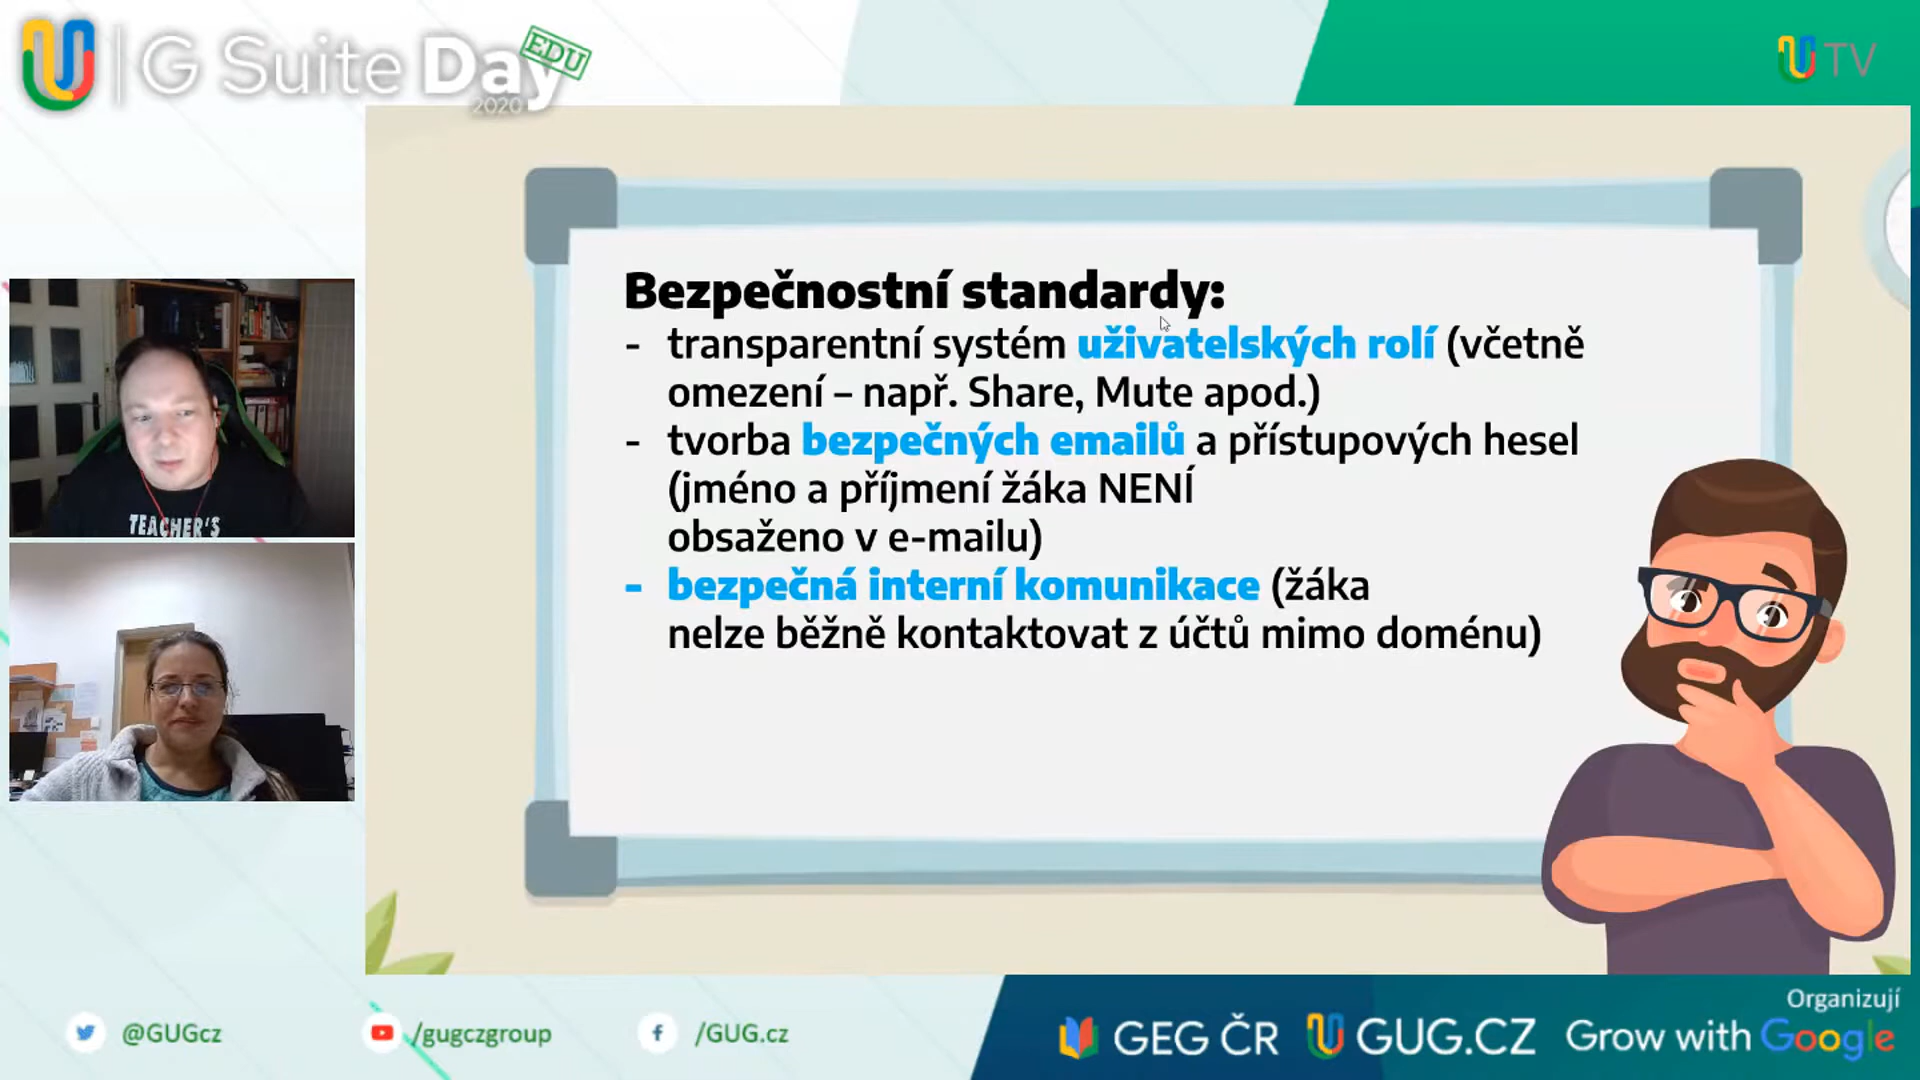 G Suite Day
EDU
2020
TV
Bezpečnostní standardy:
- transparentní systém uživatelských rolí (včetně
omezení – např. Share, Mute apod.)
- tvorba bezpečných emailů a přístupových hesel
(jméno a příjmení žáka NENÍ
obsaženo v e-mailu)
- bezpečná interní komunikace (žáka
nelze běžně kontaktovat z účtů mimo doménu)
TEACHER'S
@GUGcz
/gugczgroup
/GUG.cz
Organizují
GEG ČR
GUG.CZ
Grow with Google